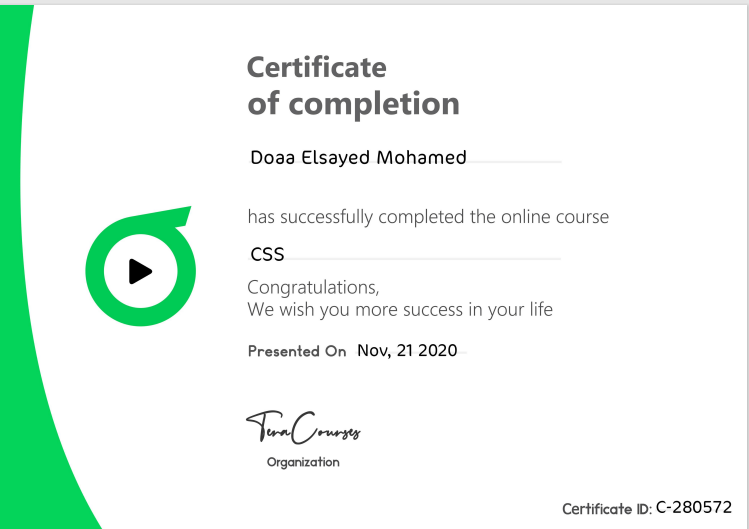 Certificate
of completion
Doaa Elsayed Mohamed
has successfully completed the online course
CSS
Congratulations,
We wish you more success in your life
Presented On Nov, 21 2020
TeraCourses
Organization
Certificate ID: C-280572